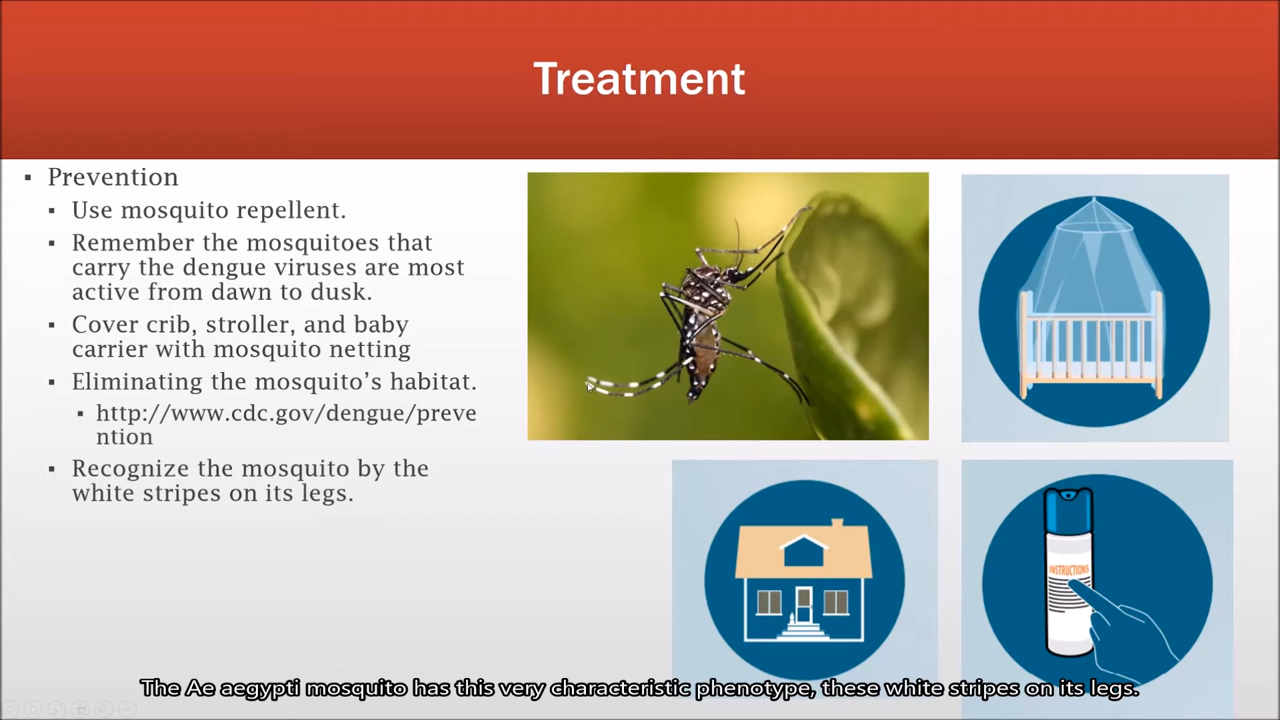 Treatment
▪ Prevention
▪ Use mosquito repellent.
▪ Remember the mosquitoes that
carry the dengue viruses are most
active from dawn to dusk.
▪ Cover crib, stroller, and baby
carrier with mosquito netting
▪ Eliminating the mosquito’s habitat.
▪ http://www.cdc.gov/dengue/preve
ntion
▪ Recognize the mosquito by the
white stripes on its legs.
INSTRUCTIONS
The Ae aegypti mosquito has this very characteristic phenotype, these white stripes on its legs.